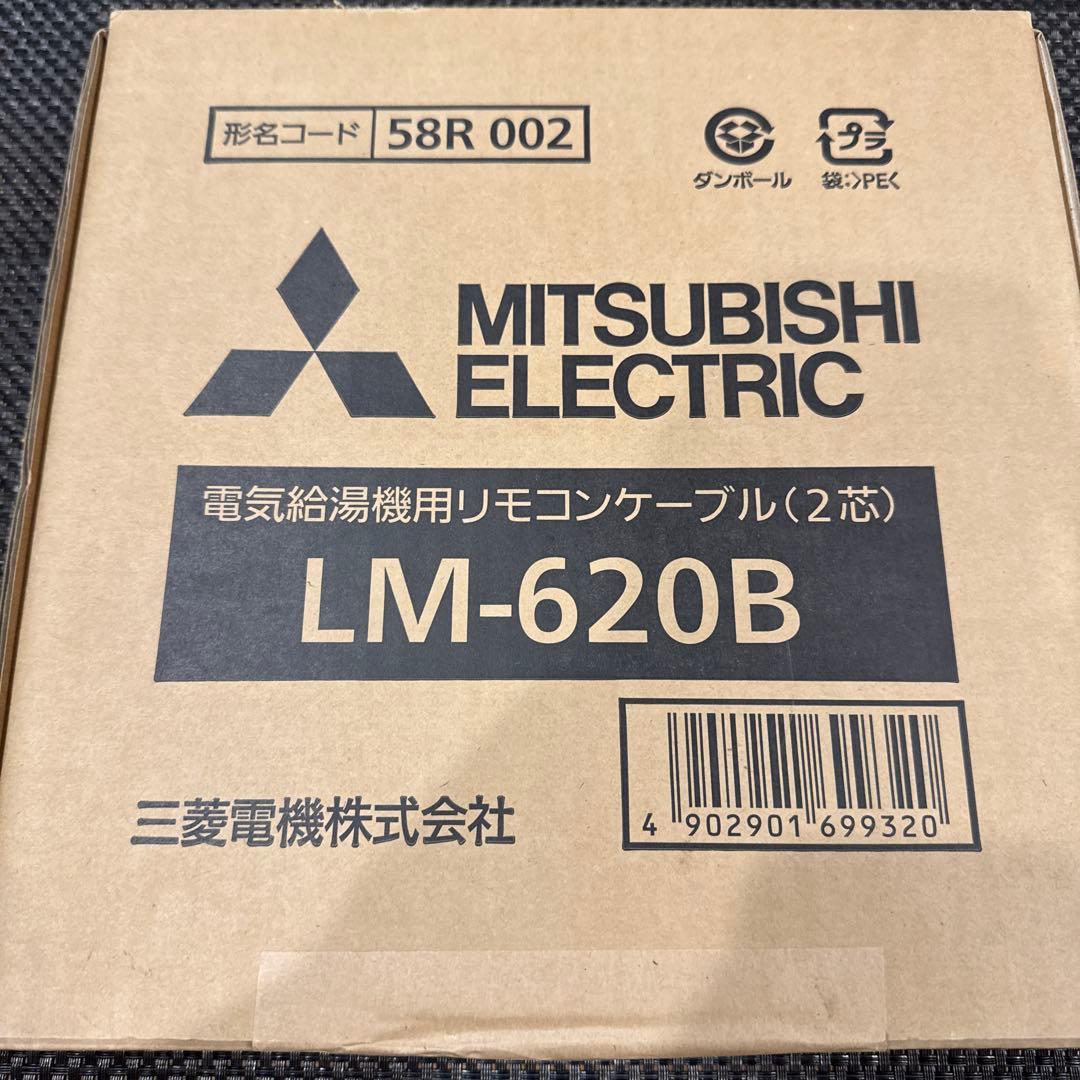 形名コード 58R 002
ダンボール
プラ
袋:>PE<
MITSUBISHI
ELECTRIC
電気給湯機用リモコンケーブル(2芯)
LM-620B
三菱電機株式会社
4 902901 699320